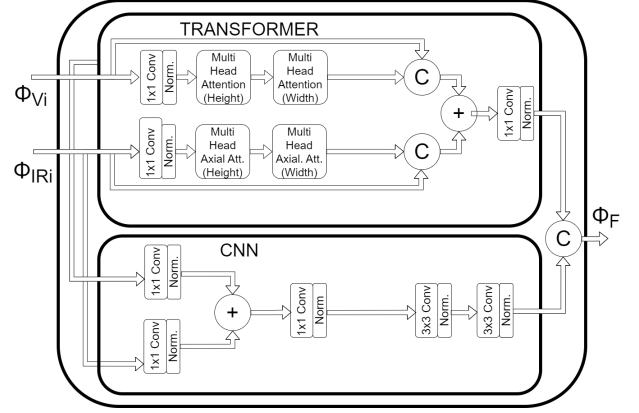 TRANSFORMER
ΦVi
1x1 Conv
Norm.
Multi
Head
Attention
(Height)
Multi
Head
Attention
(Width)
C
ΦIRi
1x1 Conv
Norm.
Multi
Head
Axial Att.
(Height)
Multi
Head
Axial. Att.
(Width)
C
+
1x1 Conv
Norm.
CNN
1x1 Conv
Norm.
1x1 Conv
Norm.
+
1x1 Conv
Norm
3x3 Conv
Norm.
3x3 Conv
Norm.
C
ΦF